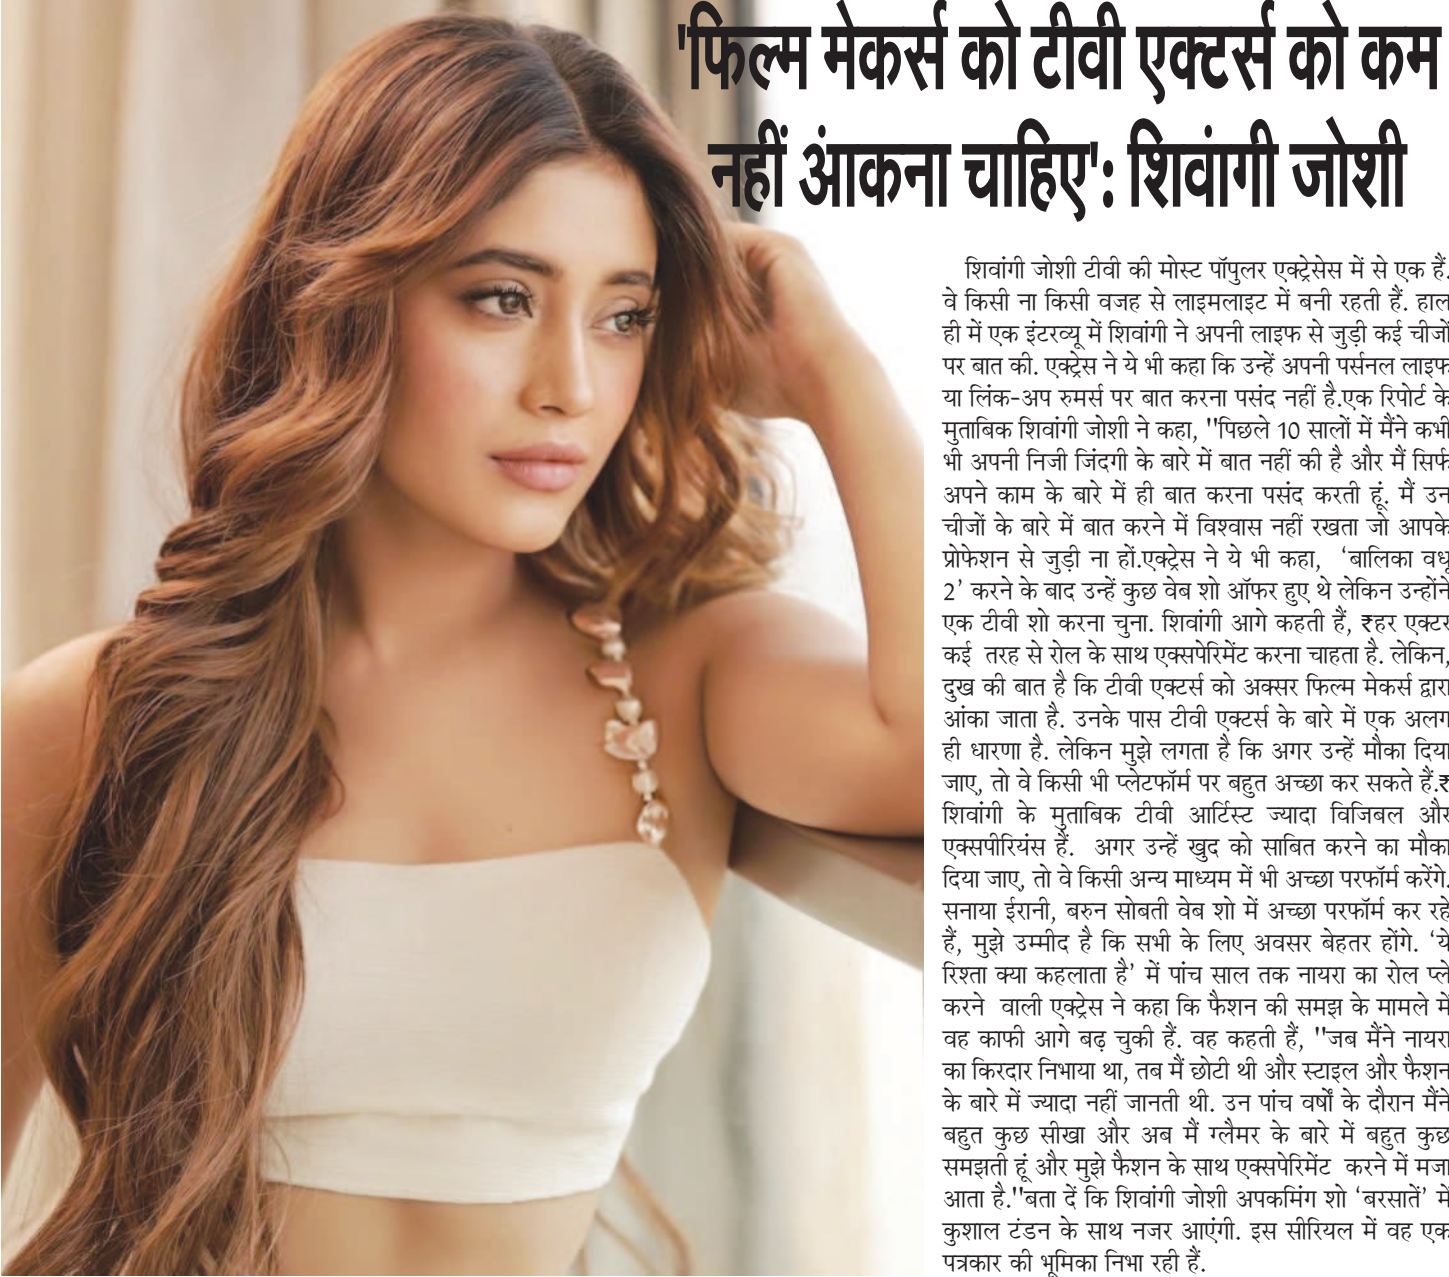 'फिल्म मेकर्स को टीवी एक्टर्स को कम
नहीं आंकना चाहिए': शिवांगी जोशी
शिवांगी जोशी टीवी की मोस्ट पॉपुलर एक्ट्रेसेस में से एक हैं.
वे किसी ना किसी वजह से लाइमलाइट में बनी रहती हैं. हाल
ही में एक इंटरव्यू में शिवांगी ने अपनी लाइफ से जुड़ी कई चीजों
पर बात की. एक्ट्रेस ने ये भी कहा कि उन्हें अपनी पर्सनल लाइफ
या लिंक-अप रुमर्स पर बात करना पसंद नहीं है.एक रिपोर्ट के
मुताबिक शिवांगी जोशी ने कहा, "पिछले 10 सालों में मैंने कभी
भी अपनी निजी जिंदगी के बारे में बात नहीं की है और मैं सिर्फ
अपने काम के बारे में ही बात करना पसंद करती हूं. मैं उन
चीजों के बारे में बात करने में विश्वास नहीं रखता जो आपके
प्रोफेशन से जुड़ी ना हों.एक्ट्रेस ने ये भी कहा, ‘बालिका वधू
2’ करने के बाद उन्हें कुछ वेब शो ऑफर हुए थे लेकिन उन्होंने
एक टीवी शो करना चुना. शिवांगी आगे कहती हैं, ₹हर एक्टर
कई तरह से रोल के साथ एक्सपेरिमेंट करना चाहता है. लेकिन,
दुख की बात है कि टीवी एक्टर्स को अक्सर फिल्म मेकर्स द्वारा
आंका जाता है. उनके पास टीवी एक्टर्स के बारे में एक अलग
ही धारणा है. लेकिन मुझे लगता है कि अगर उन्हें मौका दिया
जाए, तो वे किसी भी प्लेटफॉर्म पर बहुत अच्छा कर सकते हैं.₹
शिवांगी के मुताबिक टीवी आर्टिस्ट ज्यादा विजिबल और
एक्सपीरियंस हैं. अगर उन्हें खुद को साबित करने का मौका
दिया जाए, तो वे किसी अन्य माध्यम में भी अच्छा परफॉर्म करेंगे.
सनाया ईरानी, बरुन सोबती वेब शो में अच्छा परफॉर्म कर रहे
हैं, मुझे उम्मीद है कि सभी के लिए अवसर बेहतर होंगे. ‘ये
रिश्ता क्या कहलाता है’ में पांच साल तक नायरा का रोल प्ले
करने वाली एक्ट्रेस ने कहा कि फैशन की समझ के मामले में
वह काफी आगे बढ़ चुकी हैं. वह कहती हैं, "जब मैंने नायरा
का किरदार निभाया था, तब मैं छोटी थी और स्टाइल और फैशन
के बारे में ज्यादा नहीं जानती थी. उन पांच वर्षों के दौरान मैंने
बहुत कुछ सीखा और अब मैं ग्लैमर के बारे में बहुत कुछ
समझती हूं और मुझे फैशन के साथ एक्सपेरिमेंट करने में मजा
आता है."बता दें कि शिवांगी जोशी अपकमिंग शो ‘बरसातें’ में
कुशाल टंडन के साथ नजर आएंगी. इस सीरियल में वह एक
पत्रकार की भूमिका निभा रही हैं.